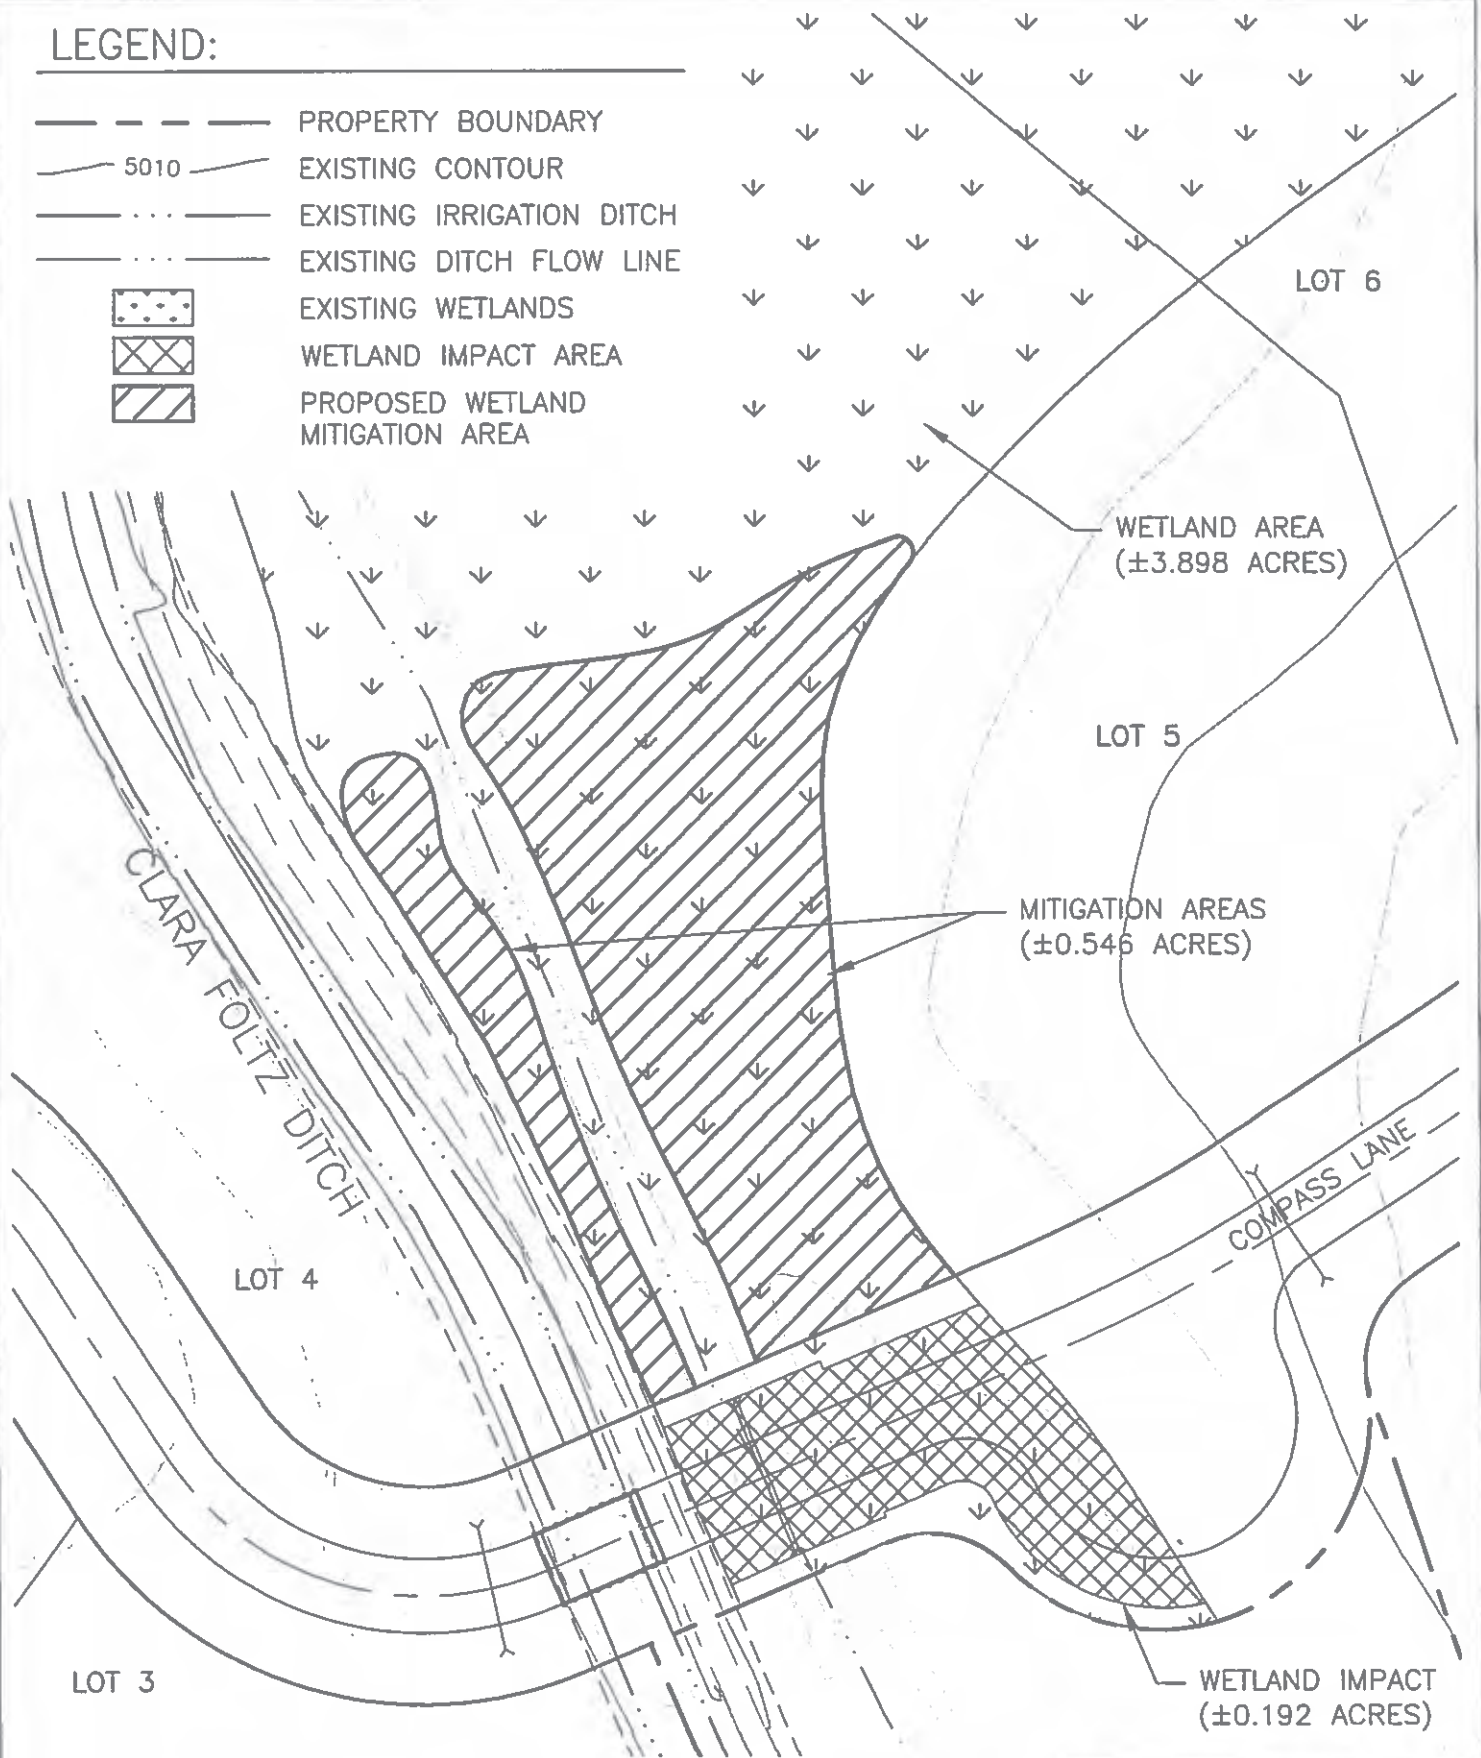 LEGEND:
PROPERTY BOUNDARY
5010
EXISTING CONTOUR
EXISTING IRRIGATION DITCH
EXISTING DITCH FLOW LINE
EXISTING WETLANDS
WETLAND IMPACT AREA
PROPOSED WETLAND
MITIGATION AREA
LOT 6
WETLAND AREA
(±3.898 ACRES)
LOT 5
MITIGATION AREAS
(±0.546 ACRES)
CLARA FOLTZ DITCH
COMPASS LANE
LOT 4
LOT 3
WETLAND IMPACT
(±0.192 ACRES)